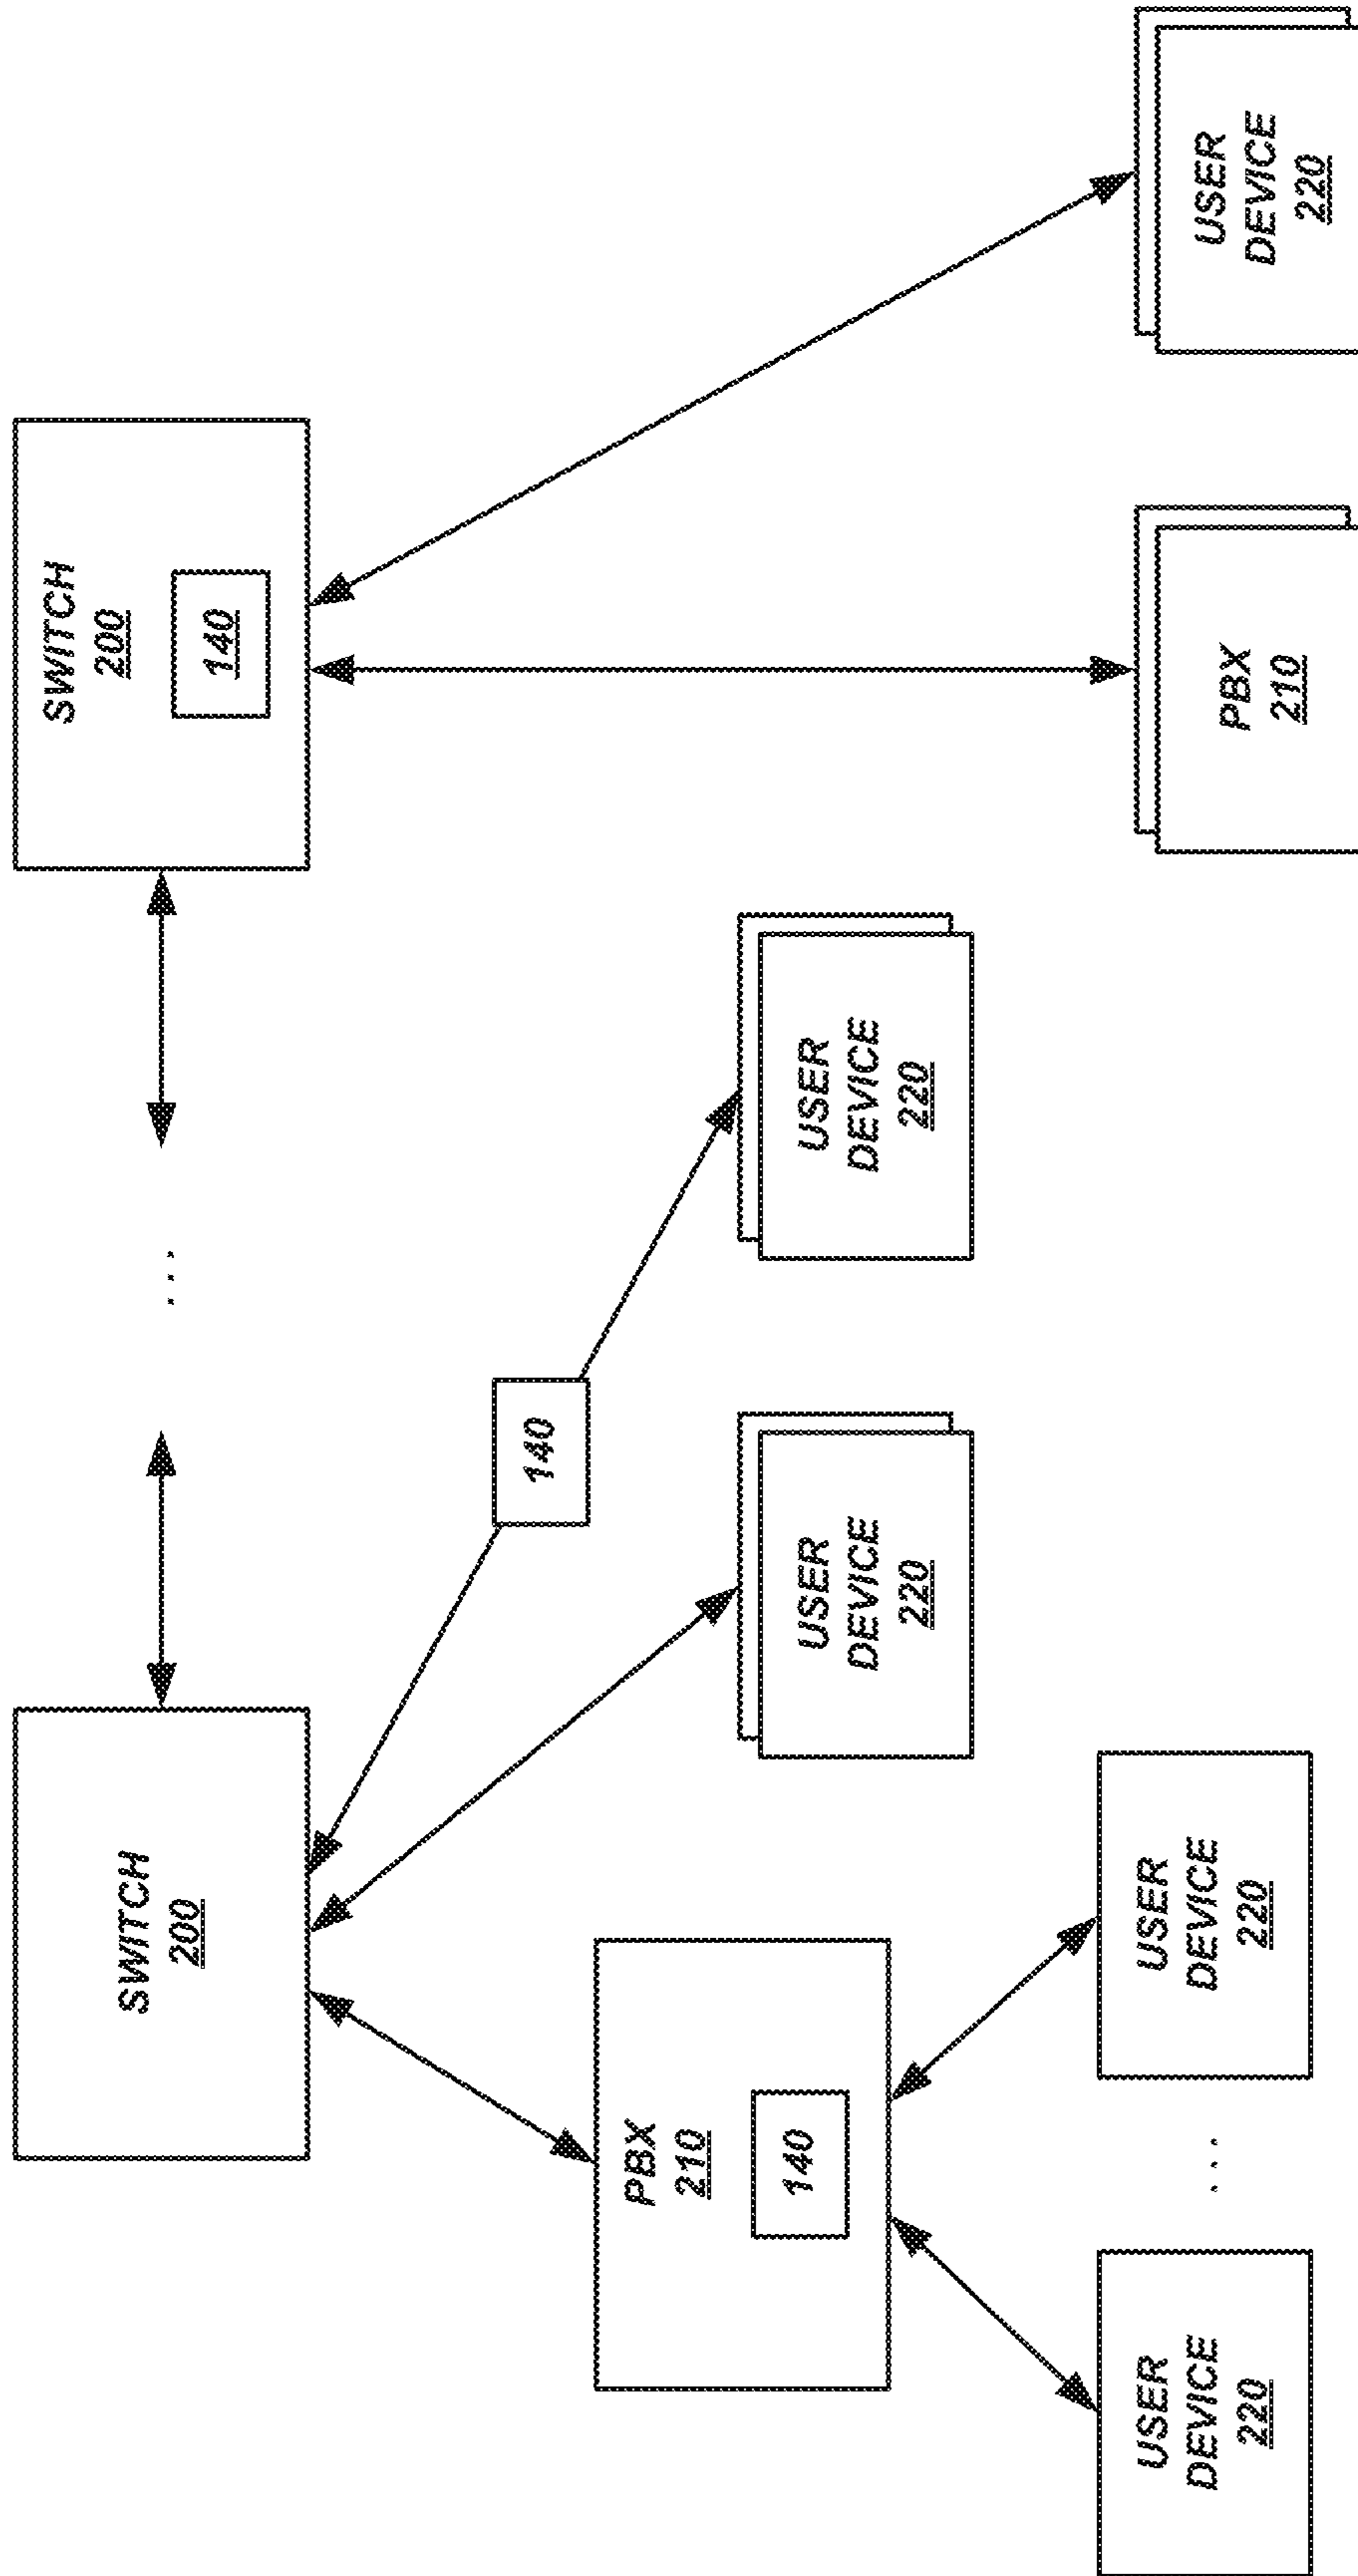 SWITCH
200
...
SWITCH
200
140
140
PBX
210
140
USER
DEVICE
220
USER
DEVICE
220
USER
DEVICE
220
...
USER
DEVICE
220
PBX
210
USER
DEVICE
220